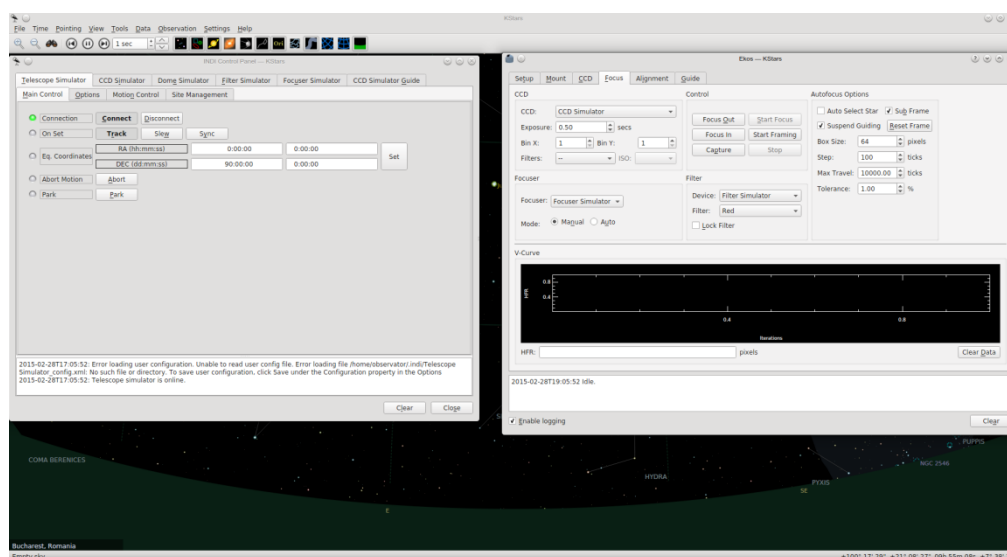 KStars
File Time Pointing View Tools Data Observation Settings Help
1 sec
INDI Control Panel — KStars
Telescope Simulator CCD Simulator Dome Simulator Filter Simulator Focuser Simulator CCD Simulator Guide
Main Control Options Motion Control Site Management
Connection Connect Disconnect
On Set Track Slew Sync
Eq. Coordinates RA (hh:mm:ss) 0:00:00 0:00:00 Set
DEC (dd:mm:ss) 90:00:00 0:00:00
Abort Motion Abort
Park Park
2015-02-28T17:05:52: Error loading user configuration. Unable to read user config file. Error loading file /home/observator/.indi/Telescope
Simulator_config.xml: No such file or directory. To save user configuration, click Save under the Configuration property in the Options
2015-02-28T17:05:52: Telescope simulator is online.
Clear Close
Ekos — KStars
Setup Mount CCD Focus Alignment Guide
CCD
CCD: CCD Simulator
Exposure: 0.50 secs
Bin X: 1 Bin Y: 1
Filters: -- ISO:
Control
Focus Out Start Focus
Focus In Start Framing
Capture Stop
Autofocus Options
Auto Select Star Sub Frame
Suspend Guiding Reset Frame
Box Size: 64 pixels
Step: 100 ticks
Max Travel: 10000.00 ticks
Tolerance: 1.00 %
Focuser
Focuser: Focuser Simulator
Mode: Manual Auto
Filter
Device: Filter Simulator
Filter: Red
Lock Filter
V-Curve
HFR
0.8
0.4
0.4 0.8
Iterations
HFR: pixels Clear Data
2015-02-28T19:05:52 Idle.
Enable logging Clear
COMA BERENICES
HYDRA
PUPPIS
NGC 2546
PYXIS
SE
E
Bucharest, Romania
Empty sky